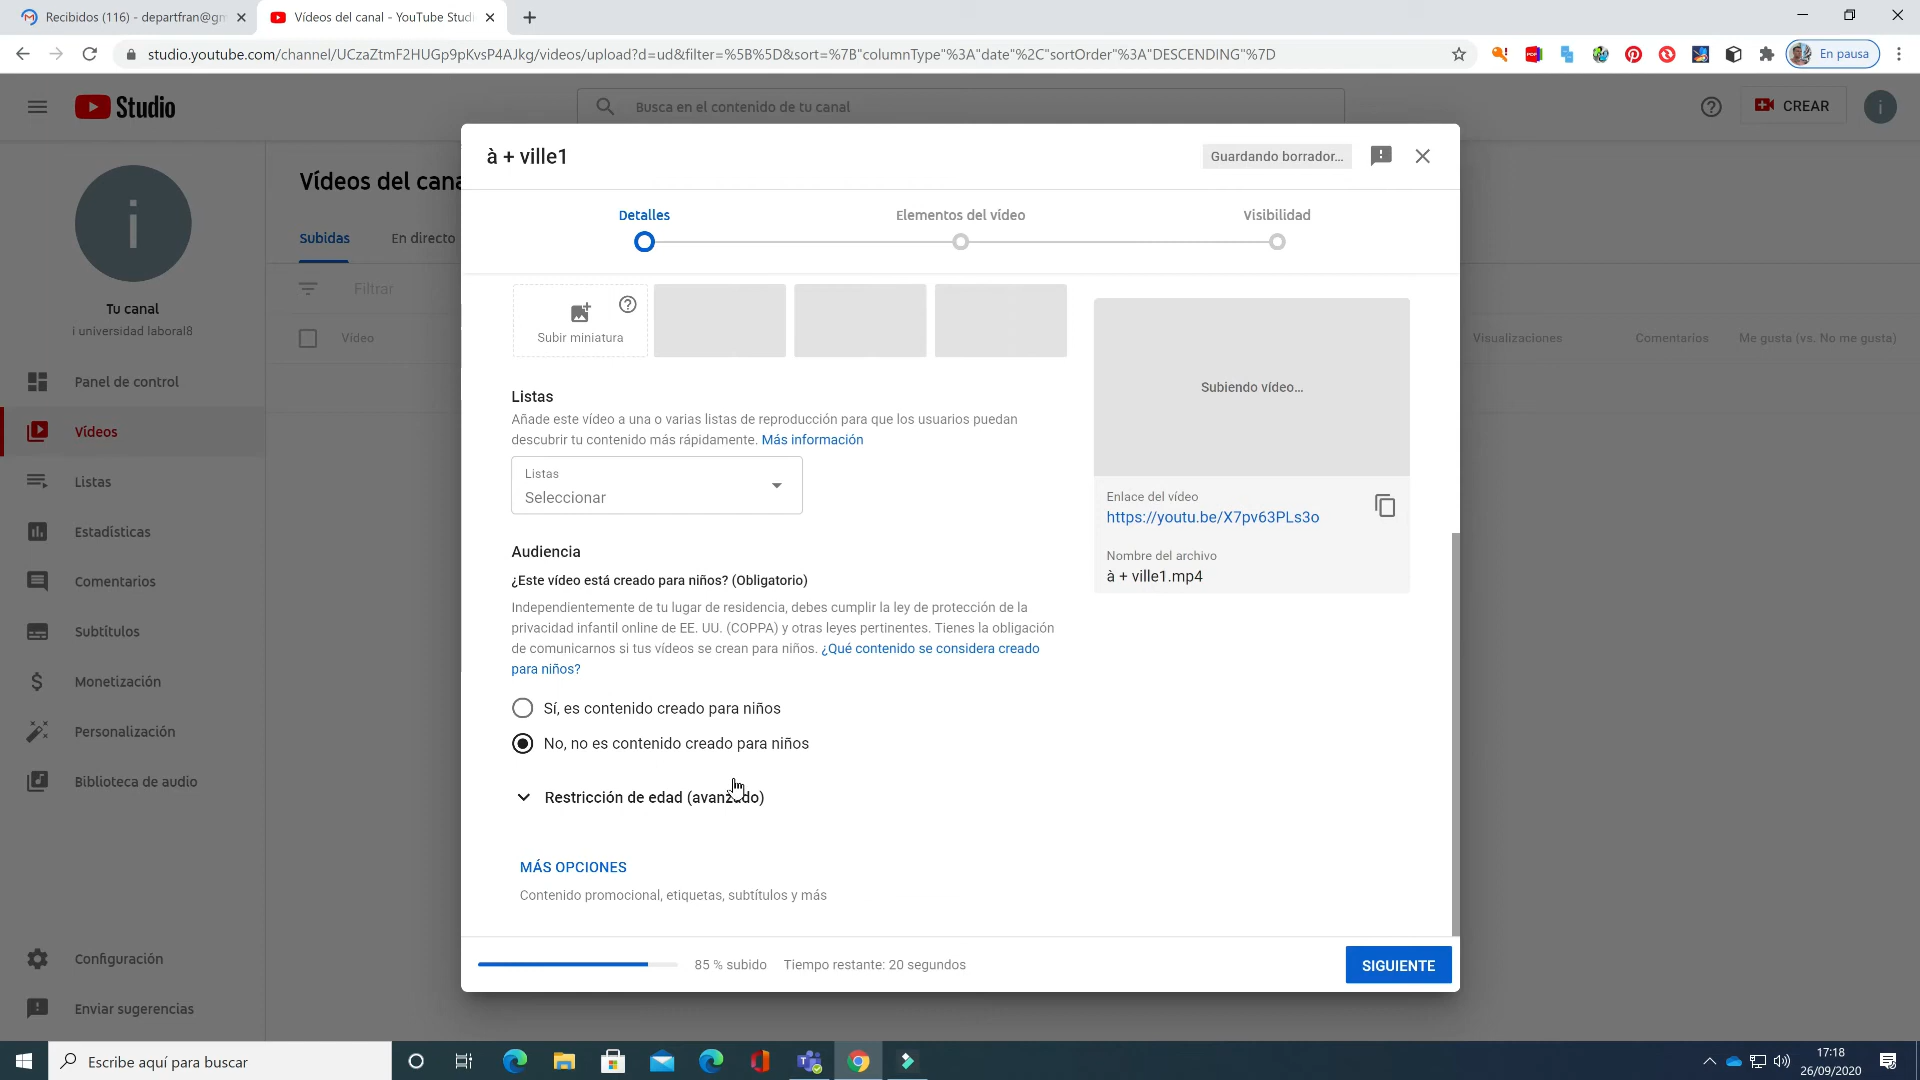 Recibidos (116) - departfran@gm
Vídeos del canal - YouTube Studi
studio.youtube.com/channel/UCzaZtmF2HUGp9pKvsP4AJkg/videos/upload?d=ud&filter=%5B%5D&sort=%7B"columnType"%3A"date"%2C"sortOrder"%3A"DESCENDING"%7D
En pausa
Studio
Busca en el contenido de tu canal
CREAR
i
i
Tu canal
i universidad laboral8
Panel de control
Vídeos
Listas
Estadísticas
Comentarios
Subtítulos
Monetización
Personalización
Biblioteca de audio
Configuración
Enviar sugerencias
Vídeos del cana
Subidas
En directo
Filtrar
Vídeo
Visualizaciones
Comentarios
Me gusta (vs. No me gusta)
à + ville1
Guardando borrador...
Detalles
Elementos del vídeo
Visibilidad
Subir miniatura
Listas
Añade este vídeo a una o varias listas de reproducción para que los usuarios puedan
descubrir tu contenido más rápidamente. Más información
Listas
Seleccionar
Audiencia
¿Este vídeo está creado para niños? (Obligatorio)
Independientemente de tu lugar de residencia, debes cumplir la ley de protección de la
privacidad infantil online de EE. UU. (COPPA) y otras leyes pertinentes. Tienes la obligación
de comunicarnos si tus vídeos se crean para niños. ¿Qué contenido se considera creado
para niños?
Sí, es contenido creado para niños
No, no es contenido creado para niños
Restricción de edad (avanzado)
MÁS OPCIONES
Contenido promocional, etiquetas, subtítulos y más
Subiendo vídeo...
Enlace del vídeo
https://youtu.be/X7pv63PLs3o
Nombre del archivo
à + ville1.mp4
85 % subido
Tiempo restante: 20 segundos
SIGUIENTE
Escribe aquí para buscar
17:18
26/09/2020